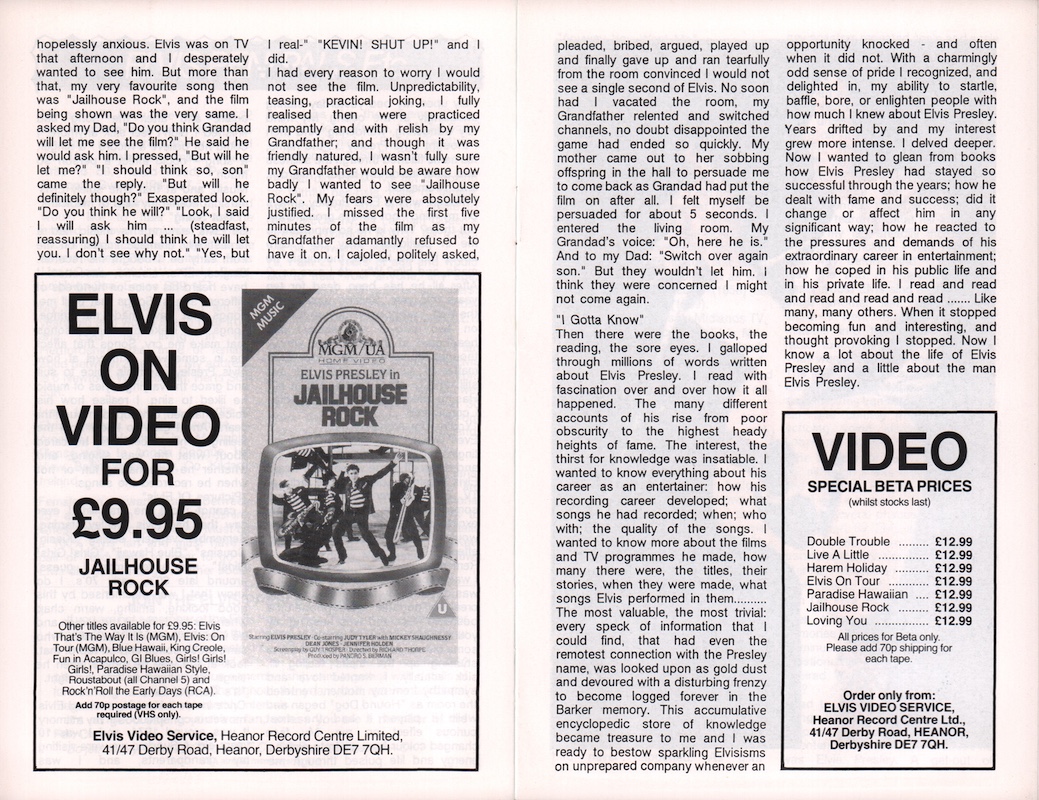 hopelessly anxious. Elvis was on TV
that afternoon and I desperately
wanted to see him. But more than
that, my very favourite song then
was "Jailhouse Rock", and the film
being shown was the very same. I
asked my Dad, "Do you think Grandad
will let me see the film?" He said he
would ask him. I pressed, "But will he
let me?" "I should think so, son"
came the reply. "But will he
definitely though?" Exasperated look.
"Do you think he will?" "Look, I said
I will ask him ... (steadfast,
reassuring) I should think he will let
you. I don't see why not." "Yes, but
I real-" "KEVIN! SHUT UP!" and I
did.
I had every reason to worry I would
not see the film. Unpredictability,
teasing, practical joking, I fully
realised then were practiced
rempantly and with relish by my
Grandfather; and though it was
friendly natured, I wasn't fully sure
my Grandfather would be aware how
badly I wanted to see "Jailhouse
Rock". My fears were absolutely
justified. I missed the first five
minutes of the film as my
Grandfather adamantly refused to
have it on. I cajoled, politely asked,
ELVIS
ON
VIDEO
FOR
£9.95
JAILHOUSE
ROCK
Other titles available for £9.95: Elvis
That's The Way It Is (MGM), Elvis: On
Tour (MGM), Blue Hawaii, King Creole,
Fun in Acapulco, GI Blues, Girls! Girls!
Girls!, Paradise Hawaiian Style,
Roustabout (all Channel 5) and
Rock'n'Roll the Early Days (RCA).
Add 70p postage for each tape
required (VHS only).
MGM
MUSIC
MGM/UA
HOME VIDEO
ELVIS PRESLEY in
JAILHOUSE
ROCK
U
Starring ELVIS PRESLEY · Co-starring JUDY TYLER with MICKEY SHAUGHNESSY
DEAN JONES · JENNIFER HOLDEN
Screenplay by GUY TROSPER · Directed by RICHARD THORPE
Produced by PANDRO S. BERMAN
Elvis Video Service, Heanor Record Centre Limited,
41/47 Derby Road, Heanor, Derbyshire DE7 7QH.
pleaded, bribed, argued, played up
and finally gave up and ran tearfully
from the room convinced I would not
see a single second of Elvis. No soon
had I vacated the room, my
Grandfather relented and switched
channels, no doubt disappointed the
game had ended so quickly. My
mother came out to her sobbing
offspring in the hall to persuade me
to come back as Grandad had put the
film on after all. I felt myself be
persuaded for about 5 seconds. I
entered the living room. My
Grandad's voice: "Oh, here he is."
And to my Dad: "Switch over again
son." But they wouldn't let him. I
think they were concerned I might
not come again.
"I Gotta Know"
Then there were the books, the
reading, the sore eyes. I galloped
through millions of words written
about Elvis Presley. I read with
fascination over and over how it all
happened. The many different
accounts of his rise from poor
obscurity to the highest heady
heights of fame. The interest, the
thirst for knowledge was insatiable. I
wanted to know everything about his
career as an entertainer: how his
recording career developed; what
songs he had recorded; when; who
with; the quality of the songs. I
wanted to know more about the films
and TV programmes he made, how
many there were, the titles, their
stories, when they were made, what
songs Elvis performed in them.........
The most valuable, the most trivial:
every speck of information that I
could find, that had even the
remotest connection with the Presley
name, was looked upon as gold dust
and devoured with a disturbing frenzy
to become logged forever in the
Barker memory. This accumulative
encyclopedic store of knowledge
became treasure to me and I was
ready to bestow sparkling Elvisisms
on unprepared company whenever an
opportunity knocked - and often
when it did not. With a charmingly
odd sense of pride I recognized, and
delighted in, my ability to startle,
baffle, bore, or enlighten people with
how much I knew about Elvis Presley.
Years drifted by and my interest
grew more intense. I delved deeper.
Now I wanted to glean from books
how Elvis Presley had stayed so
successful through the years; how he
dealt with fame and success; did it
change or affect him in any
significant way; how he reacted to
the pressures and demands of his
extraordinary career in entertainment;
how he coped in his public life and
in his private life. I read and read
and read and read and read ....... Like
many, many others. When it stopped
becoming fun and interesting, and
thought provoking I stopped. Now I
know a lot about the life of Elvis
Presley and a little about the man
Elvis Presley.
VIDEO
SPECIAL BETA PRICES
(whilst stocks last)
Double Trouble ......... £12.99
Live A Little ............... £12.99
Harem Holiday .......... £12.99
Elvis On Tour ............ £12.99
Paradise Hawaiian .... £12.99
Jailhouse Rock ......... £12.99
Loving You ............... £12.99
All prices for Beta only.
Please add 70p shipping for
each tape.
Order only from:
ELVIS VIDEO SERVICE,
Heanor Record Centre Ltd.,
41/47 Derby Road, HEANOR,
Derbyshire DE7 7QH.